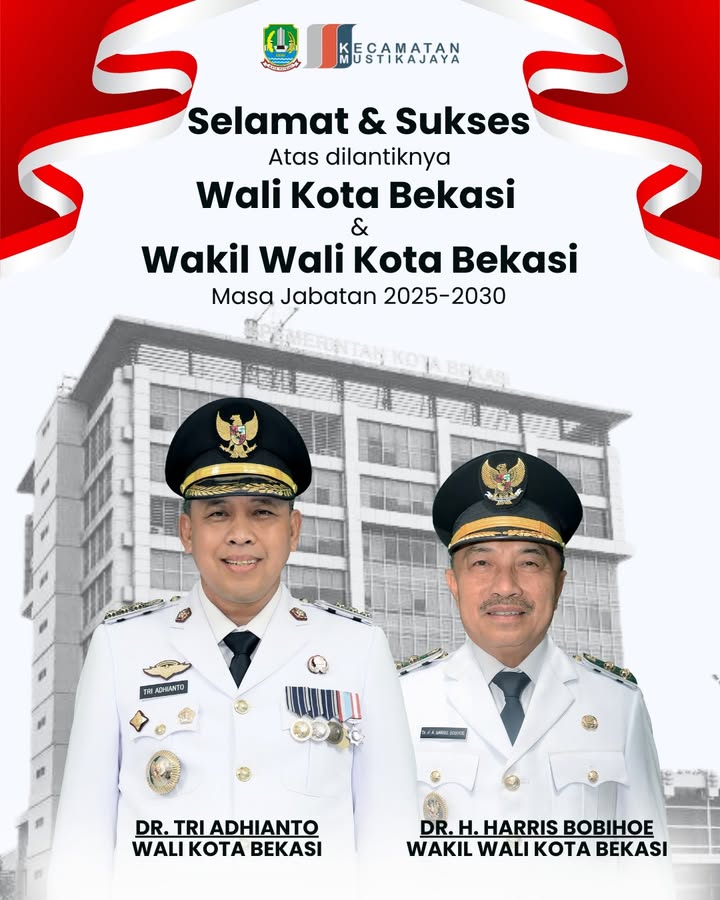 KECAMATAN
MUSTIKAJAYA
Selamat & Sukses
Atas dilantiknya
Wali Kota Bekasi
&
Wakil Wali Kota Bekasi
Masa Jabatan 2025-2030
PEMERINTAH KOTA BEKASI
TRI ADHIANTO
DR. TRI ADHIANTO
WALI KOTA BEKASI
DR. H. HARRIS BOBIHOE
WAKIL WALI KOTA BEKASI